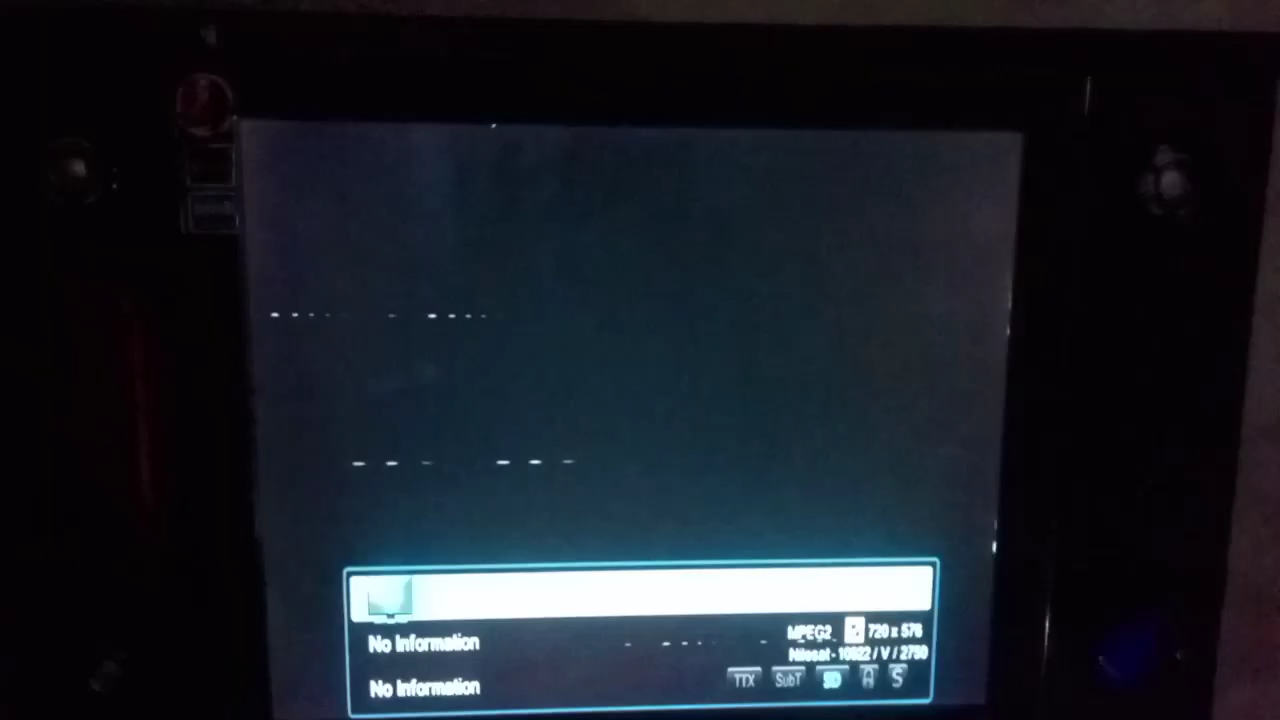 No Information
MPEG2 720 x 576
Nilesat - 10922 / V / 2750
No Information
TTX SubT SD S